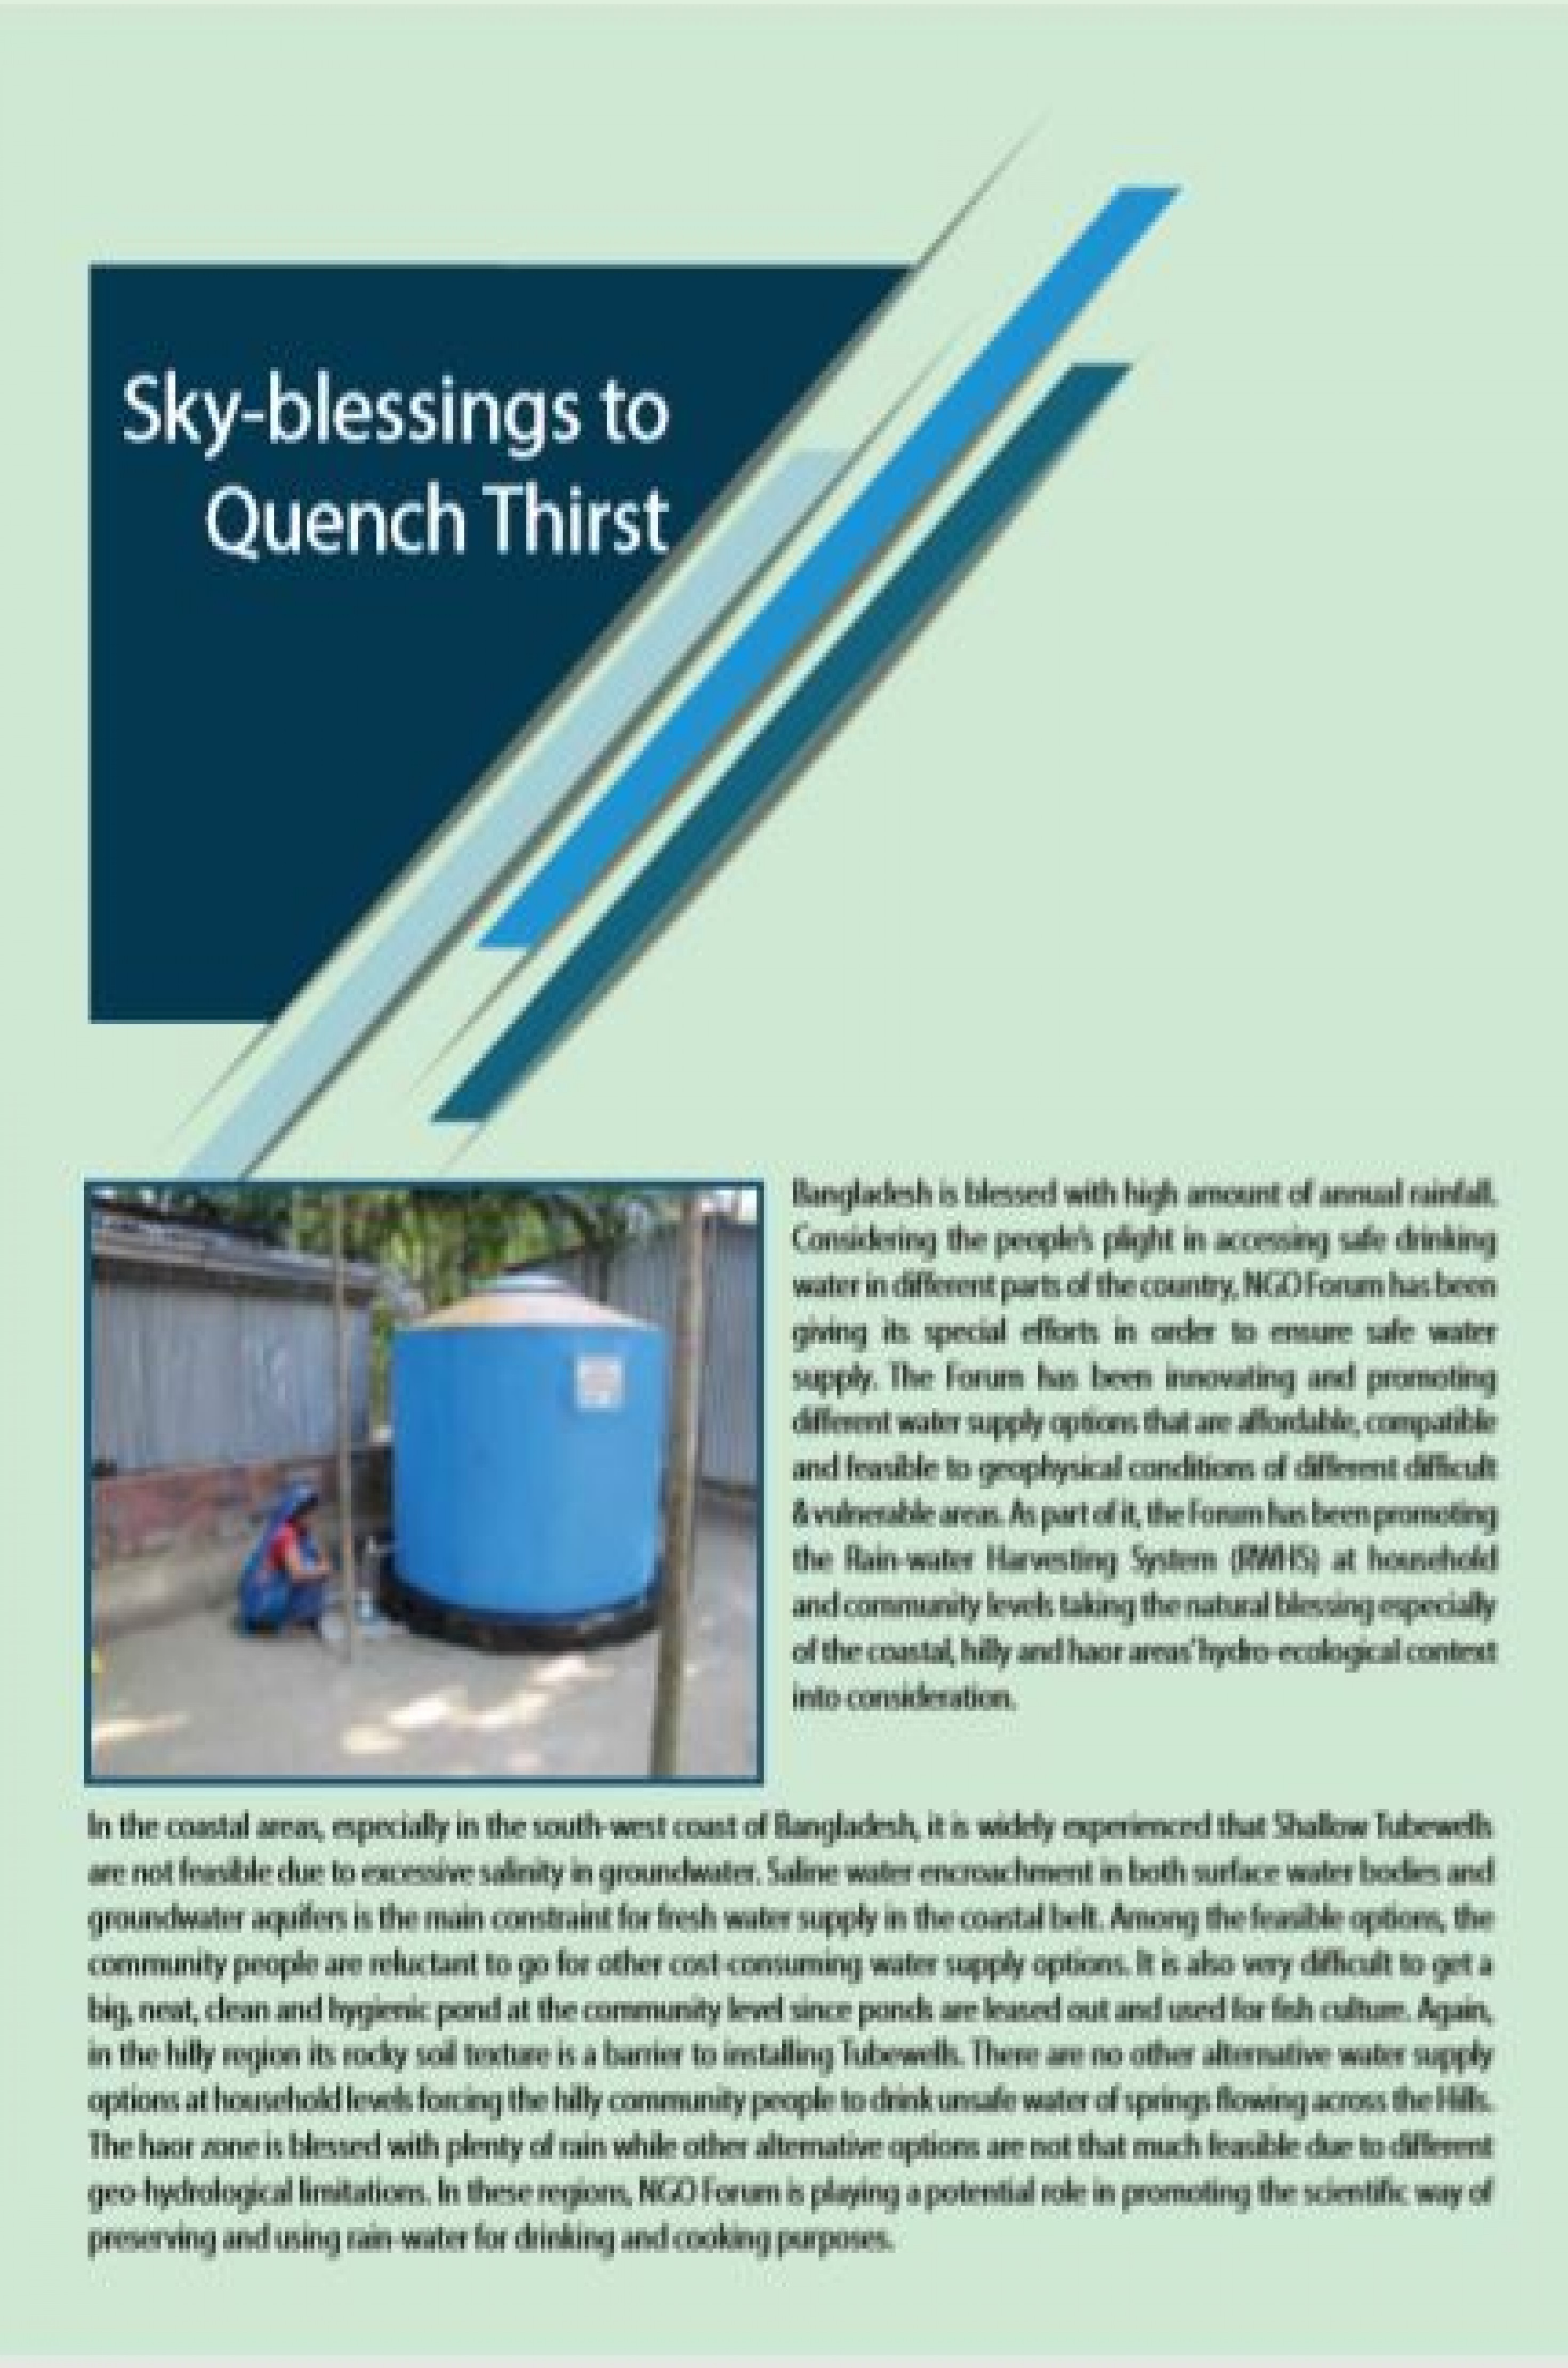 Sky-blessings to
Quench Thirst
Bangladesh is blessed with high amount of annual rainfall.
Considering the people's plight in accessing safe drinking
water in different parts of the country, NGO Forum has been
giving its special efforts in order to ensure safe water
supply. The Forum has been innovating and promoting
different water supply options that are affordable, compatible
and feasible to geophysical conditions of different difficult
& vulnerable areas. As part of it, the Forum has been promoting
the Rain-water Harvesting System (RWHS) at household
and community levels taking the natural blessing especially
of the coastal, hilly and haor areas' hydro-ecological context
into consideration.
In the coastal areas, especially in the south-west coast of Bangladesh, it is widely experienced that Shallow Tubewells
are not feasible due to excessive salinity in groundwater. Saline water encroachment in both surface water bodies and
groundwater aquifers is the main constraint for fresh water supply in the coastal belt. Among the feasible options, the
community people are reluctant to go for other cost-consuming water supply options. It is also very difficult to get a
big, neat, clean and hygienic pond at the community level since ponds are leased out and used for fish culture. Again,
in the hilly region its rocky soil texture is a barrier to installing Tubewells. There are no other alternative water supply
options at household levels forcing the hilly community people to drink unsafe water of springs flowing across the Hills.
The haor zone is blessed with plenty of rain while other alternative options are not that much feasible due to different
geo-hydrological limitations. In these regions, NGO Forum is playing a potential role in promoting the scientific way of
preserving and using rain-water for drinking and cooking purposes.